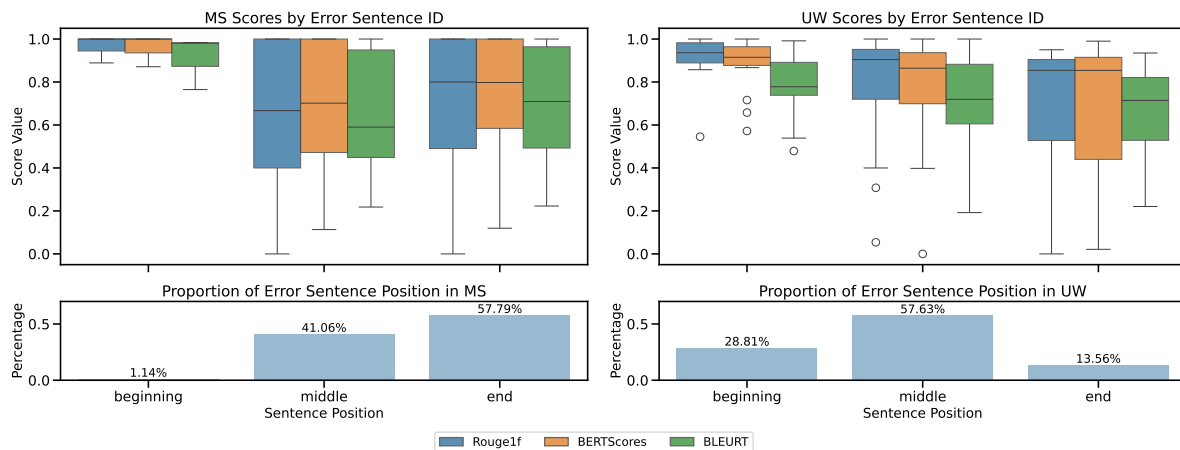 MS Scores by Error Sentence ID
Score Value
1.0
0.8
0.6
0.4
0.2
0.0
UW Scores by Error Sentence ID
Score Value
1.0
0.8
0.6
0.4
0.2
0.0
Proportion of Error Sentence Position in MS
Percentage
0.5
0.0
1.14%
41.06%
57.79%
beginning
middle
end
Sentence Position
Proportion of Error Sentence Position in UW
Percentage
0.5
0.0
28.81%
57.63%
13.56%
beginning
middle
end
Sentence Position
Rouge1f
BERTScores
BLEURT